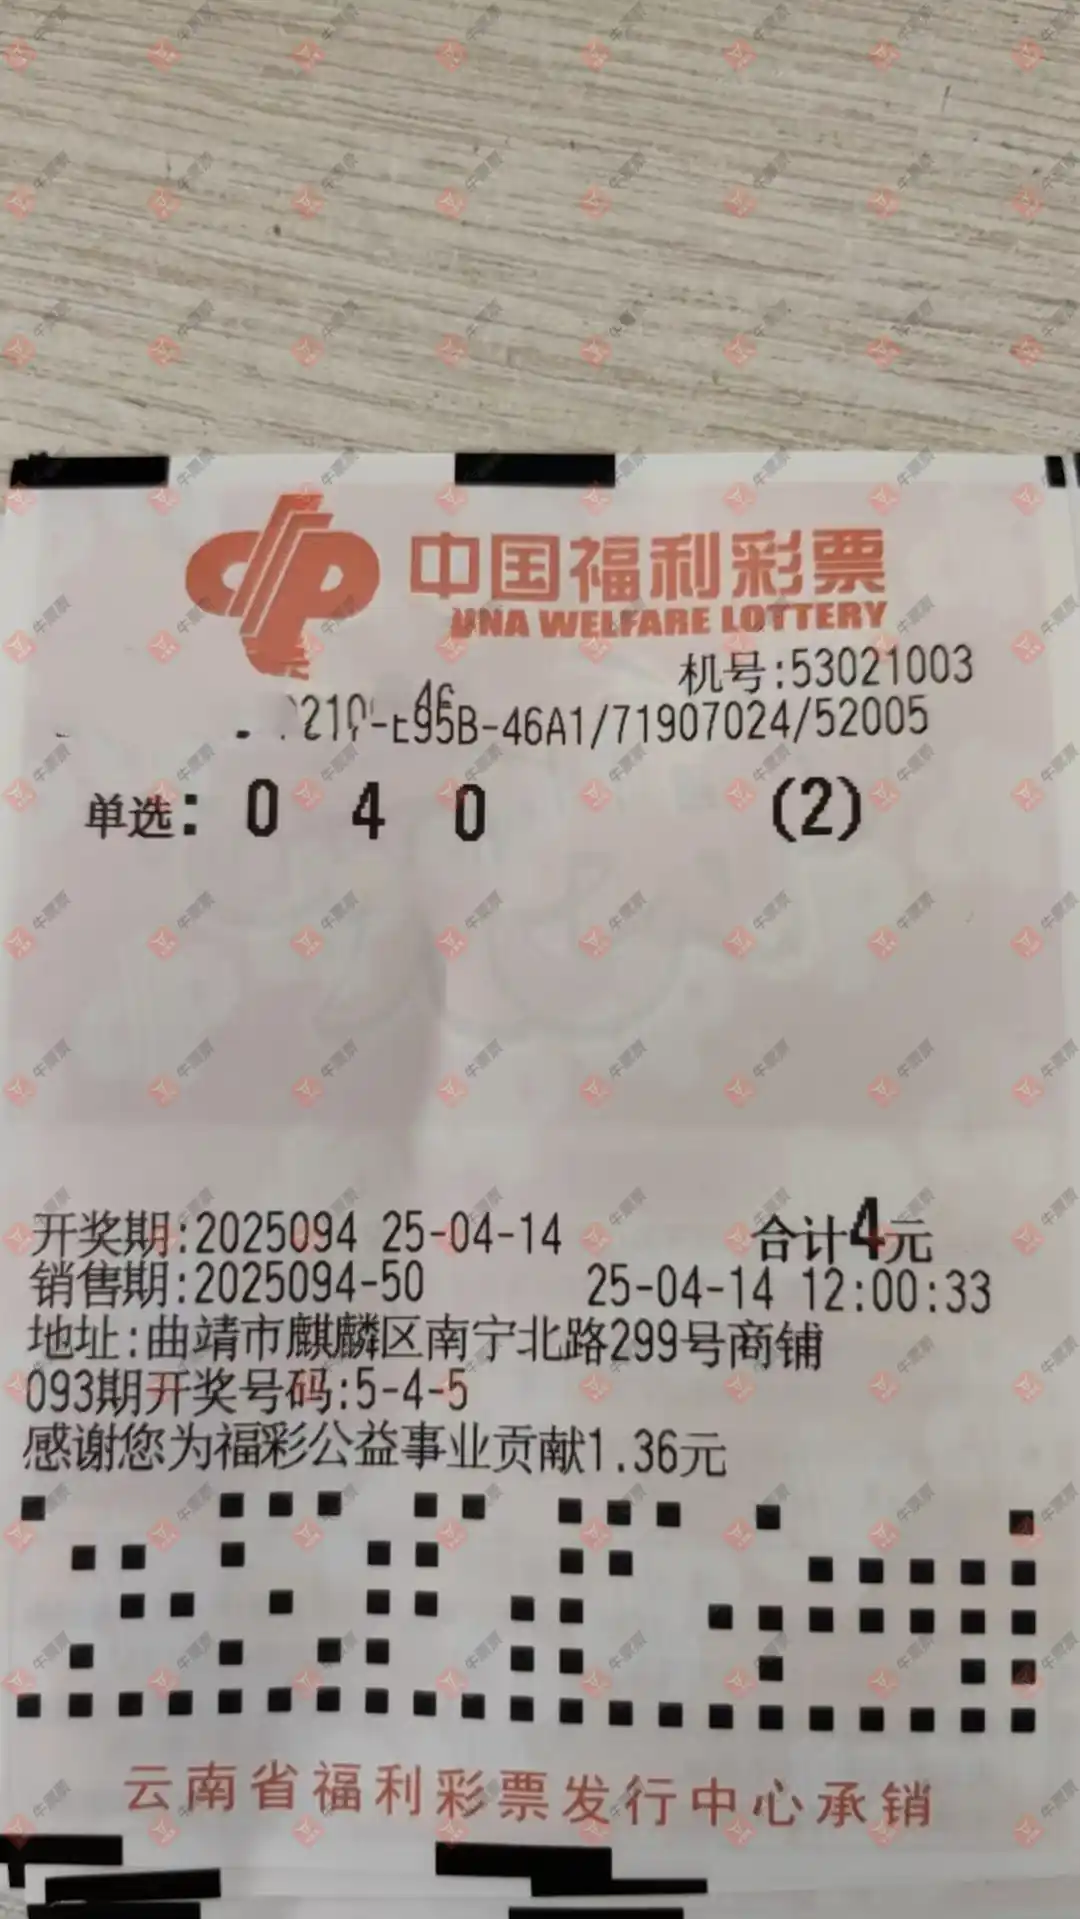 中国福利彩票
NA WELFARE LOTTERY
机号:53021003
95B-46A1/71907024/52005
单选: 0 4 0 (2)
开奖期:2025094 25-04-14 合计4元
销售期:2025094-50 25-04-14 12:00:33
地址:曲靖市麒麟区南宁北路299号商铺
093期开奖号码:5-4-5
感谢您为福彩公益事业贡献1.36元
云南省福利彩票发行中心承销
牛票票